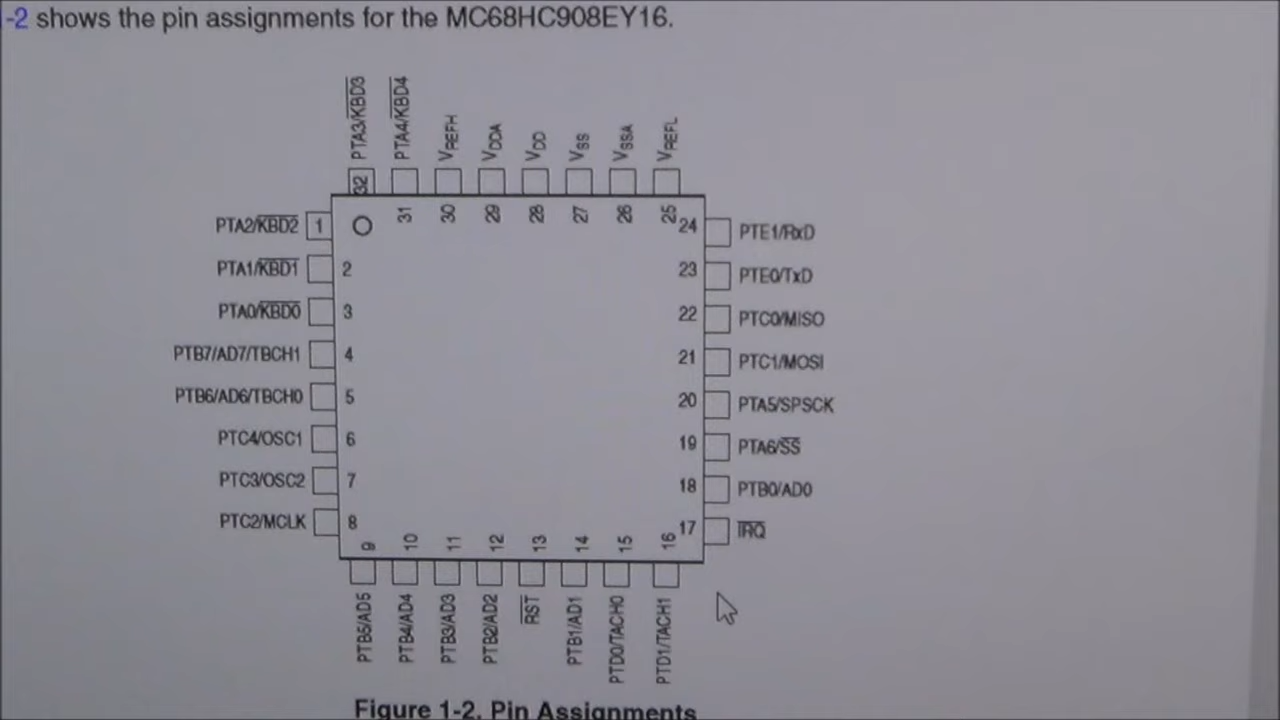 -2 shows the pin assignments for the MC68HC908EY16.
PTA3/KBD3
PTA4/KBD4
VREFH
VDDA
VDD
VSS
VSSA
VREFL
32
31
30
29
28
27
26
25
PTA2/KBD2 1
PTA1/KBD1 2
PTA0/KBD0 3
PTB7/AD7/TBCH1 4
PTB6/AD6/TBCH0 5
PTC4/OSC1 6
PTC3/OSC2 7
PTC2/MCLK 8
24 PTE1/RxD
23 PTE0/TxD
22 PTC0/MISO
21 PTC1/MOSI
20 PTA5/SPSCK
19 PTA6/SS
18 PTB0/AD0
17 IRQ
9
10
11
12
13
14
15
16
PTB5/AD5
PTB4/AD4
PTB3/AD3
PTB2/AD2
RST
PTB1/AD1
PTD0/TACH0
PTD1/TACH1
Figure 1-2. Pin Assignments